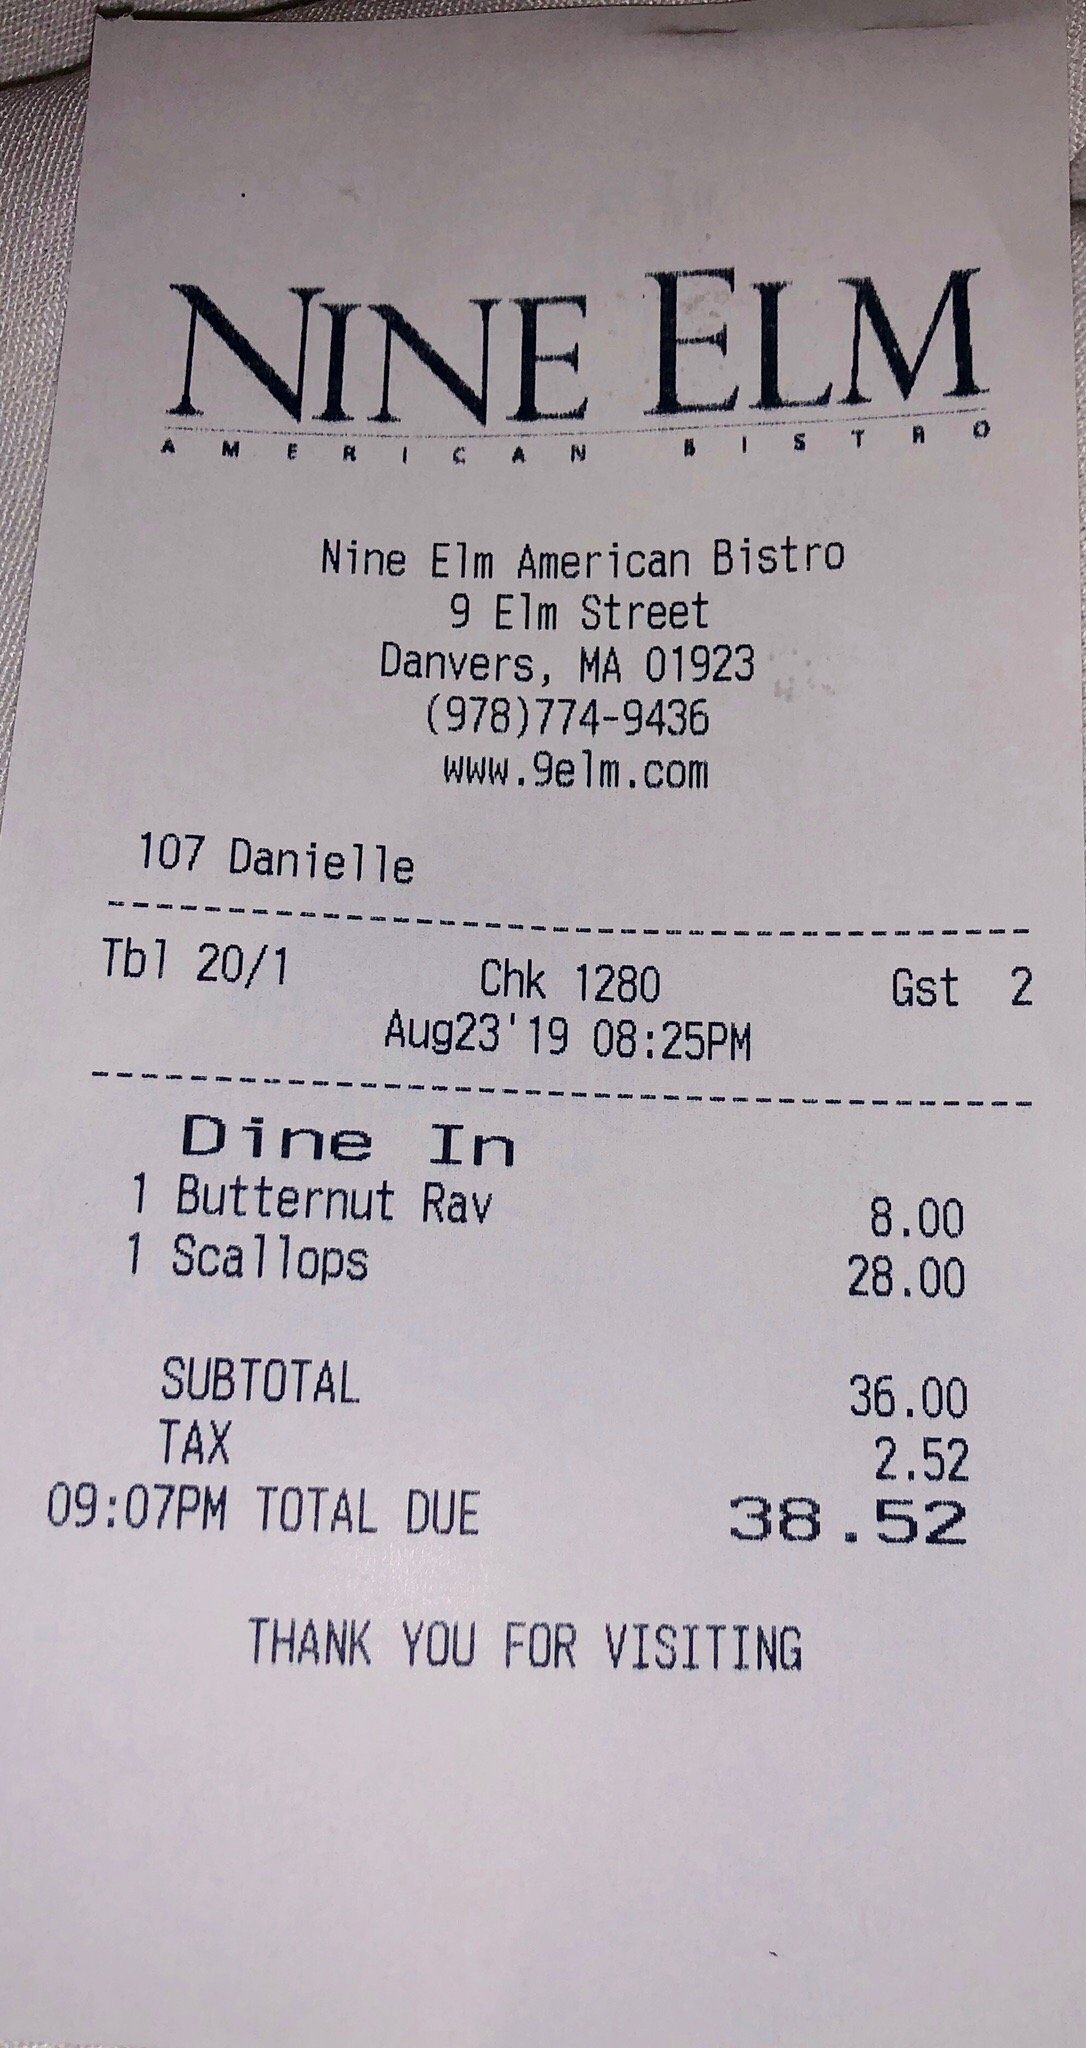 NINE ELM
AMERICAN BISTRO
Nine Elm American Bistro
9 Elm Street
Danvers, MA 01923
(978)774-9436
www.9elm.com
107 Danielle
Tbl 20/1 Chk 1280 Gst 2
Aug23'19 08:25PM
Dine In
1 Butternut Rav 8.00
1 Scallops 28.00
SUBTOTAL 36.00
TAX 2.52
09:07PM TOTAL DUE 38.52
THANK YOU FOR VISITING